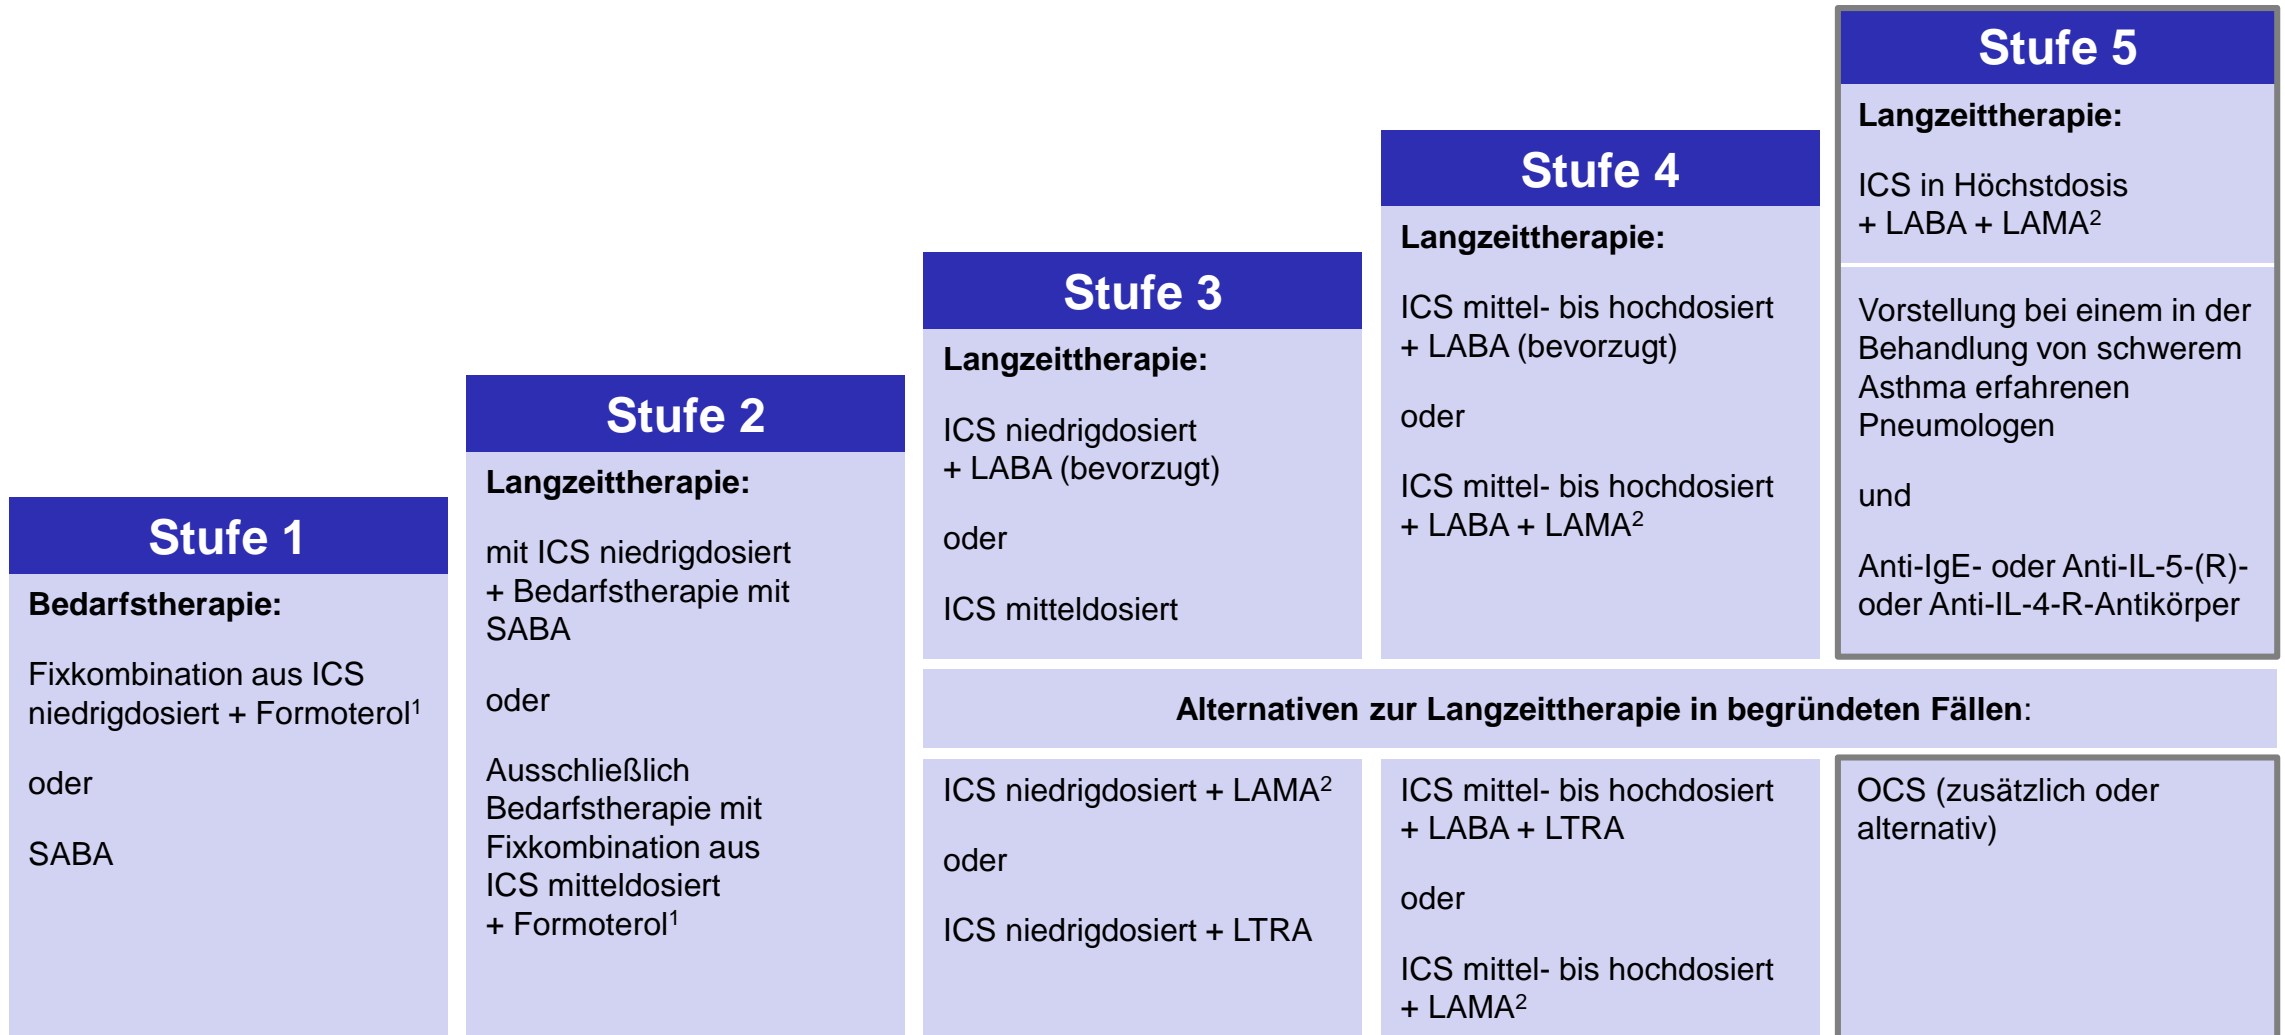 Stufe 1
Bedarfstherapie:
Fixkombination aus ICS
niedrigdosiert + Formoterol¹
oder
SABA
Stufe 2
Langzeittherapie:
mit ICS niedrigdosiert
+ Bedarfstherapie mit
SABA
oder
Ausschließlich
Bedarfstherapie mit
Fixkombination aus
ICS mitteldosiert
+ Formoterol¹
Stufe 3
Langzeittherapie:
ICS niedrigdosiert
+ LABA (bevorzugt)
oder
ICS mitteldosiert
Stufe 4
Langzeittherapie:
ICS mittel- bis hochdosiert
+ LABA (bevorzugt)
oder
ICS mittel- bis hochdosiert
+ LABA + LAMA²
Stufe 5
Langzeittherapie:
ICS in Höchstdosis
+ LABA + LAMA²
Vorstellung bei einem in der
Behandlung von schwerem
Asthma erfahrenen
Pneumologen
und
Anti-IgE- oder Anti-IL-5-(R)-
oder Anti-IL-4-R-Antikörper
Alternativen zur Langzeittherapie in begründeten Fällen:
ICS niedrigdosiert + LAMA²
oder
ICS niedrigdosiert + LTRA
ICS mittel- bis hochdosiert
+ LABA + LTRA
oder
ICS mittel- bis hochdosiert
+ LAMA²
OCS (zusätzlich oder
alternativ)